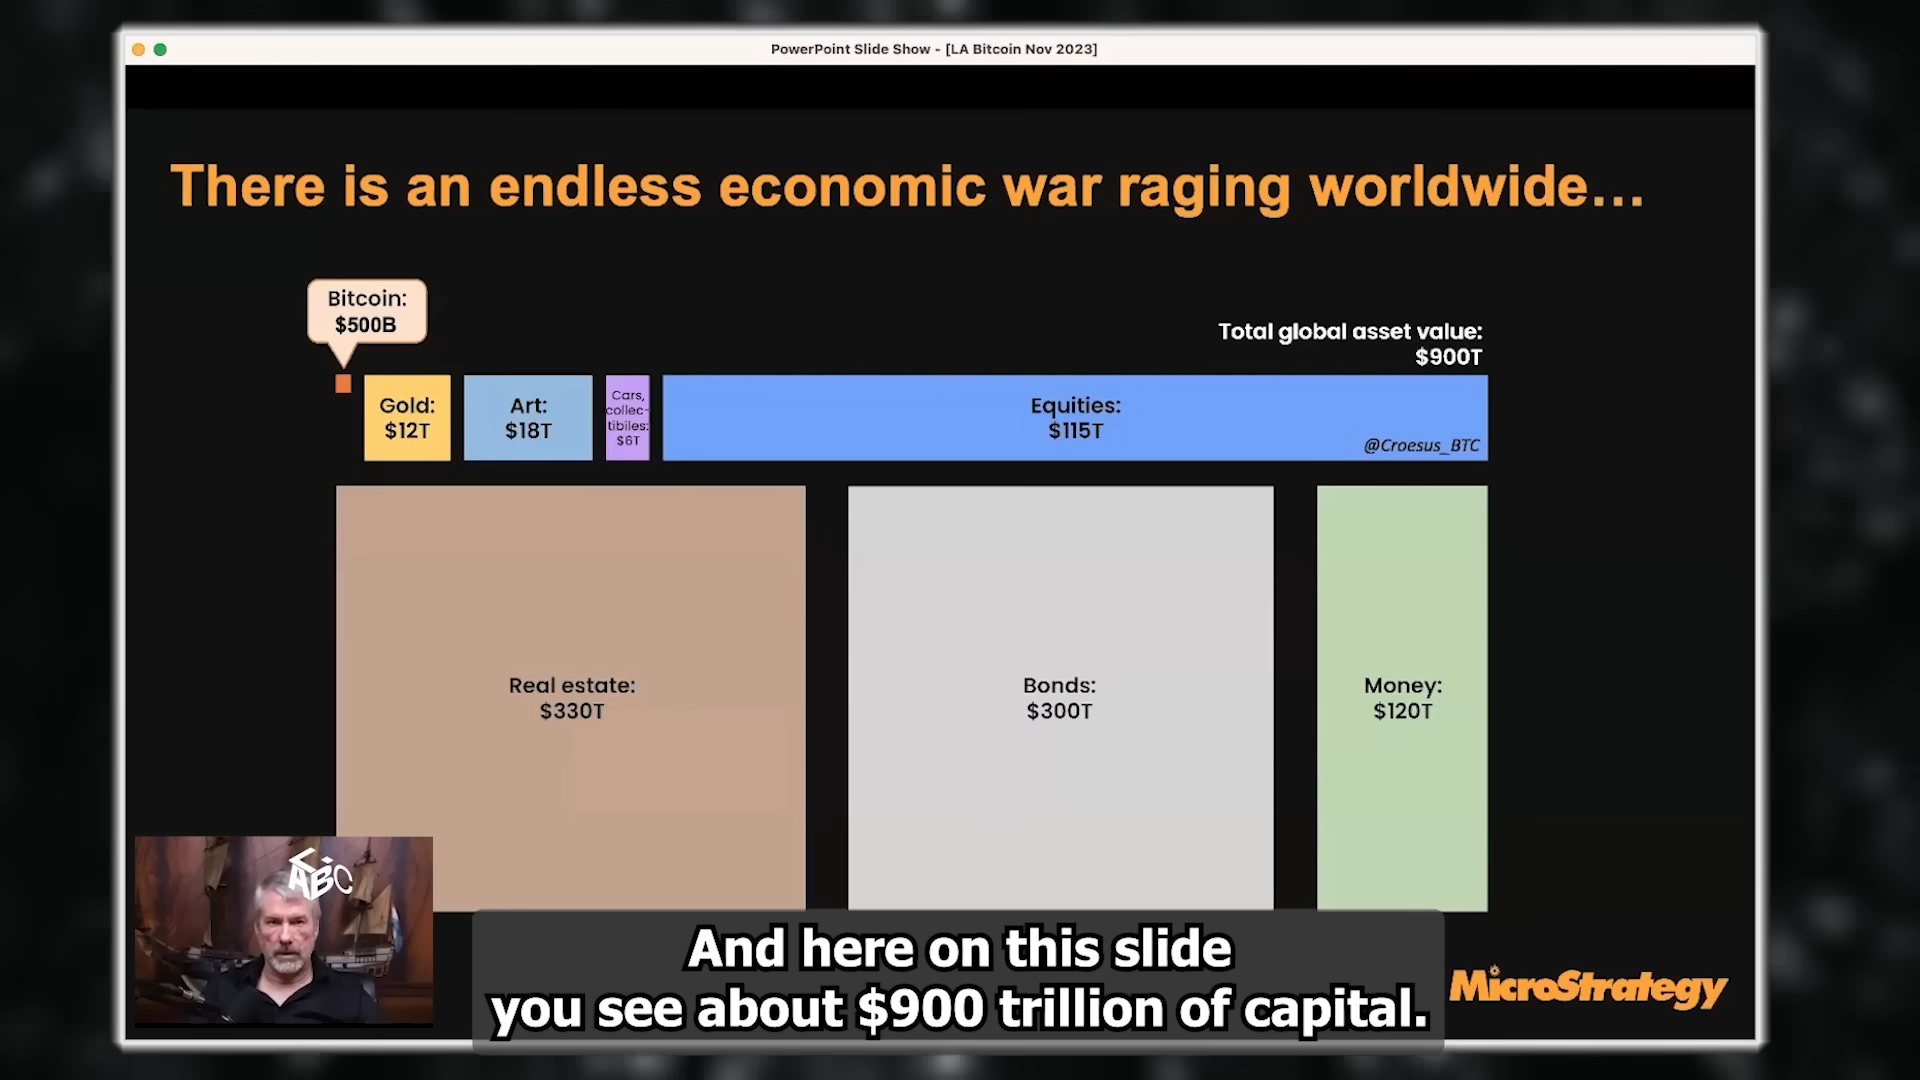 PowerPoint Slide Show - [LA Bitcoin Nov 2023]
There is an endless economic war raging worldwide...
Bitcoin:
$500B
Total global asset value:
$900T
Gold:
$12T
Art:
$18T
Cars,
collec-
tibiles:
$6T
Equities:
$115T
@Croesus_BTC
Real estate:
$330T
Bonds:
$300T
Money:
$120T
ABC
And here on this slide
you see about $900 trillion of capital.
MicroStrategy